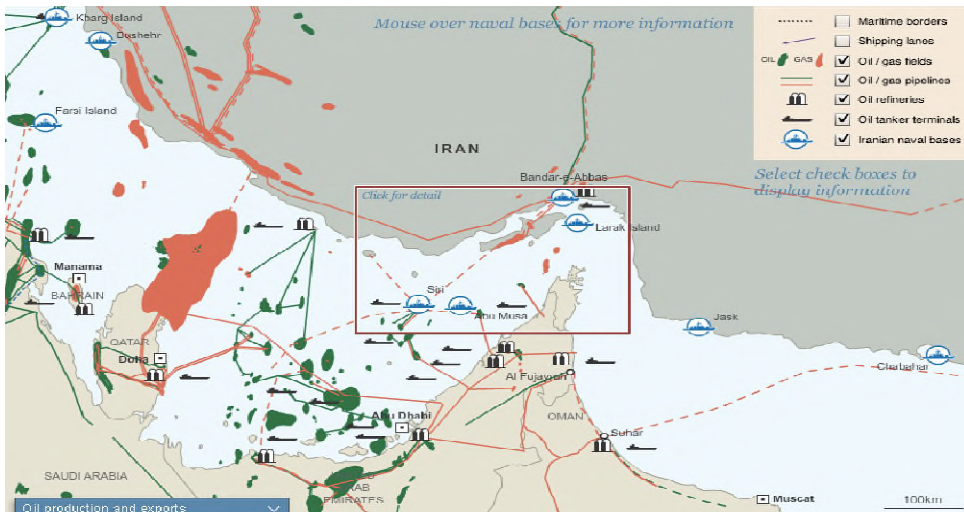 Mouse over naval bases for more information
Maritime borders
Shipping lanes
OIL GAS Oil / gas fields
Oil / gas pipelines
Oil refineries
Oil tanker terminals
Iranian naval bases
Select check boxes to
display information
Kharg Island
Bushehr
Farsi Island
IRAN
Bandar-e-Abbas
Click for detail
Larak Island
Manama
BAHRAIN
Siri
Abu Musa
Jask
QATAR
Doha
Chabahar
Al Fujayrah
Abu Dhabi
OMAN
Suhar
SAUDI ARABIA
ARAB
EMIRATES
Muscat
100km
Oil production and exports